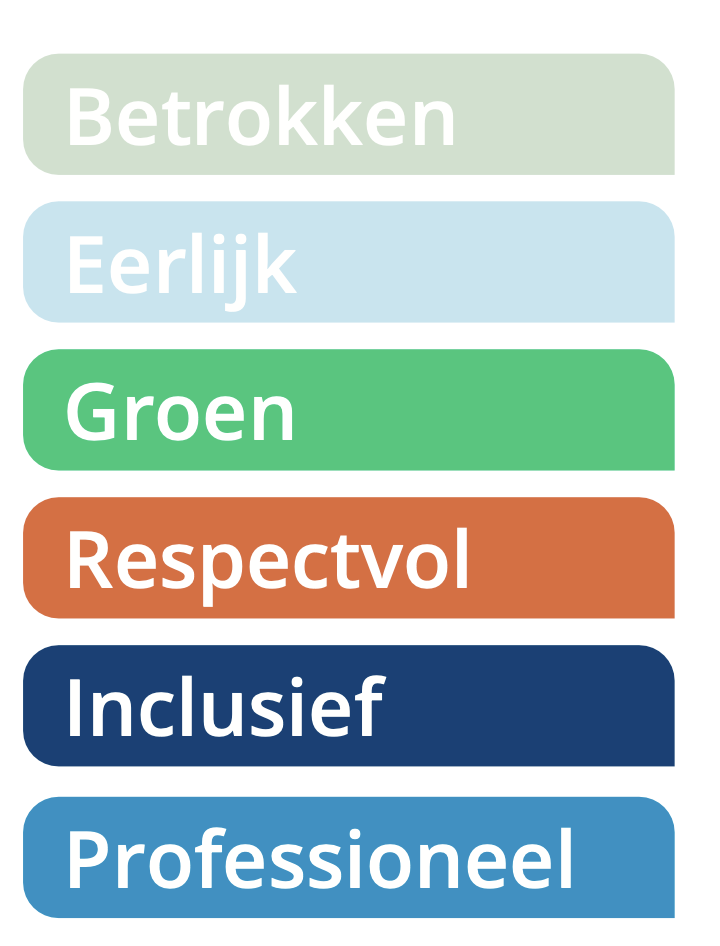 Betrokken
Eerlijk
Groen
Respectvol
Inclusief
Professioneel